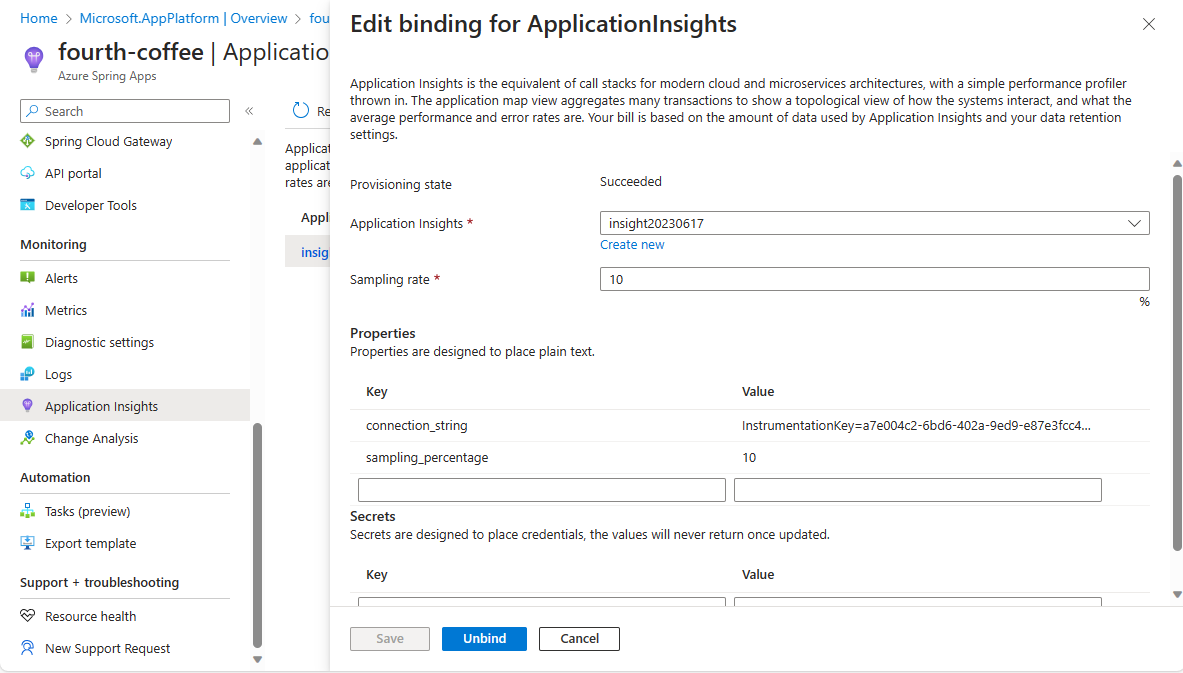 Home > Microsoft.AppPlatform | Overview > fou
fourth-coffee | Applicatio
Azure Spring Apps
Search
«
Spring Cloud Gateway
API portal
Developer Tools
Monitoring
Alerts
Metrics
Diagnostic settings
Logs
Application Insights
Change Analysis
Automation
Tasks (preview)
Export template
Support + troubleshooting
Resource health
New Support Request
Re
Applicat
applicat
rates are
Appl
insig
Edit binding for ApplicationInsights
Application Insights is the equivalent of call stacks for modern cloud and microservices architectures, with a simple performance profiler
thrown in. The application map view aggregates many transactions to show a topological view of how the systems interact, and what the
average performance and error rates are. Your bill is based on the amount of data used by Application Insights and your data retention
settings.
Provisioning state Succeeded
Application Insights * insight20230617
Create new
Sampling rate * 10
%
Properties
Properties are designed to place plain text.
Key Value
connection_string InstrumentationKey=a7e004c2-6bd6-402a-9ed9-e87e3fcc4...
sampling_percentage 10
Secrets
Secrets are designed to place credentials, the values will never return once updated.
Key Value
Save Unbind Cancel